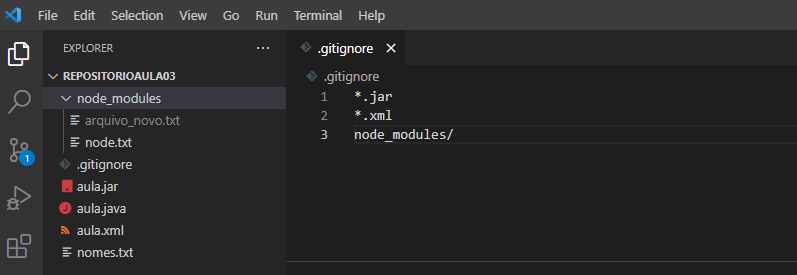 File Edit Selection View Go Run Terminal Help
EXPLORER ...
REPOSITORIOAULA03
node_modules
arquivo_novo.txt
node.txt
.gitignore
aula.jar
aula.java
aula.xml
nomes.txt
1
.gitignore
.gitignore
1 *.jar
2 *.xml
3 node_modules/